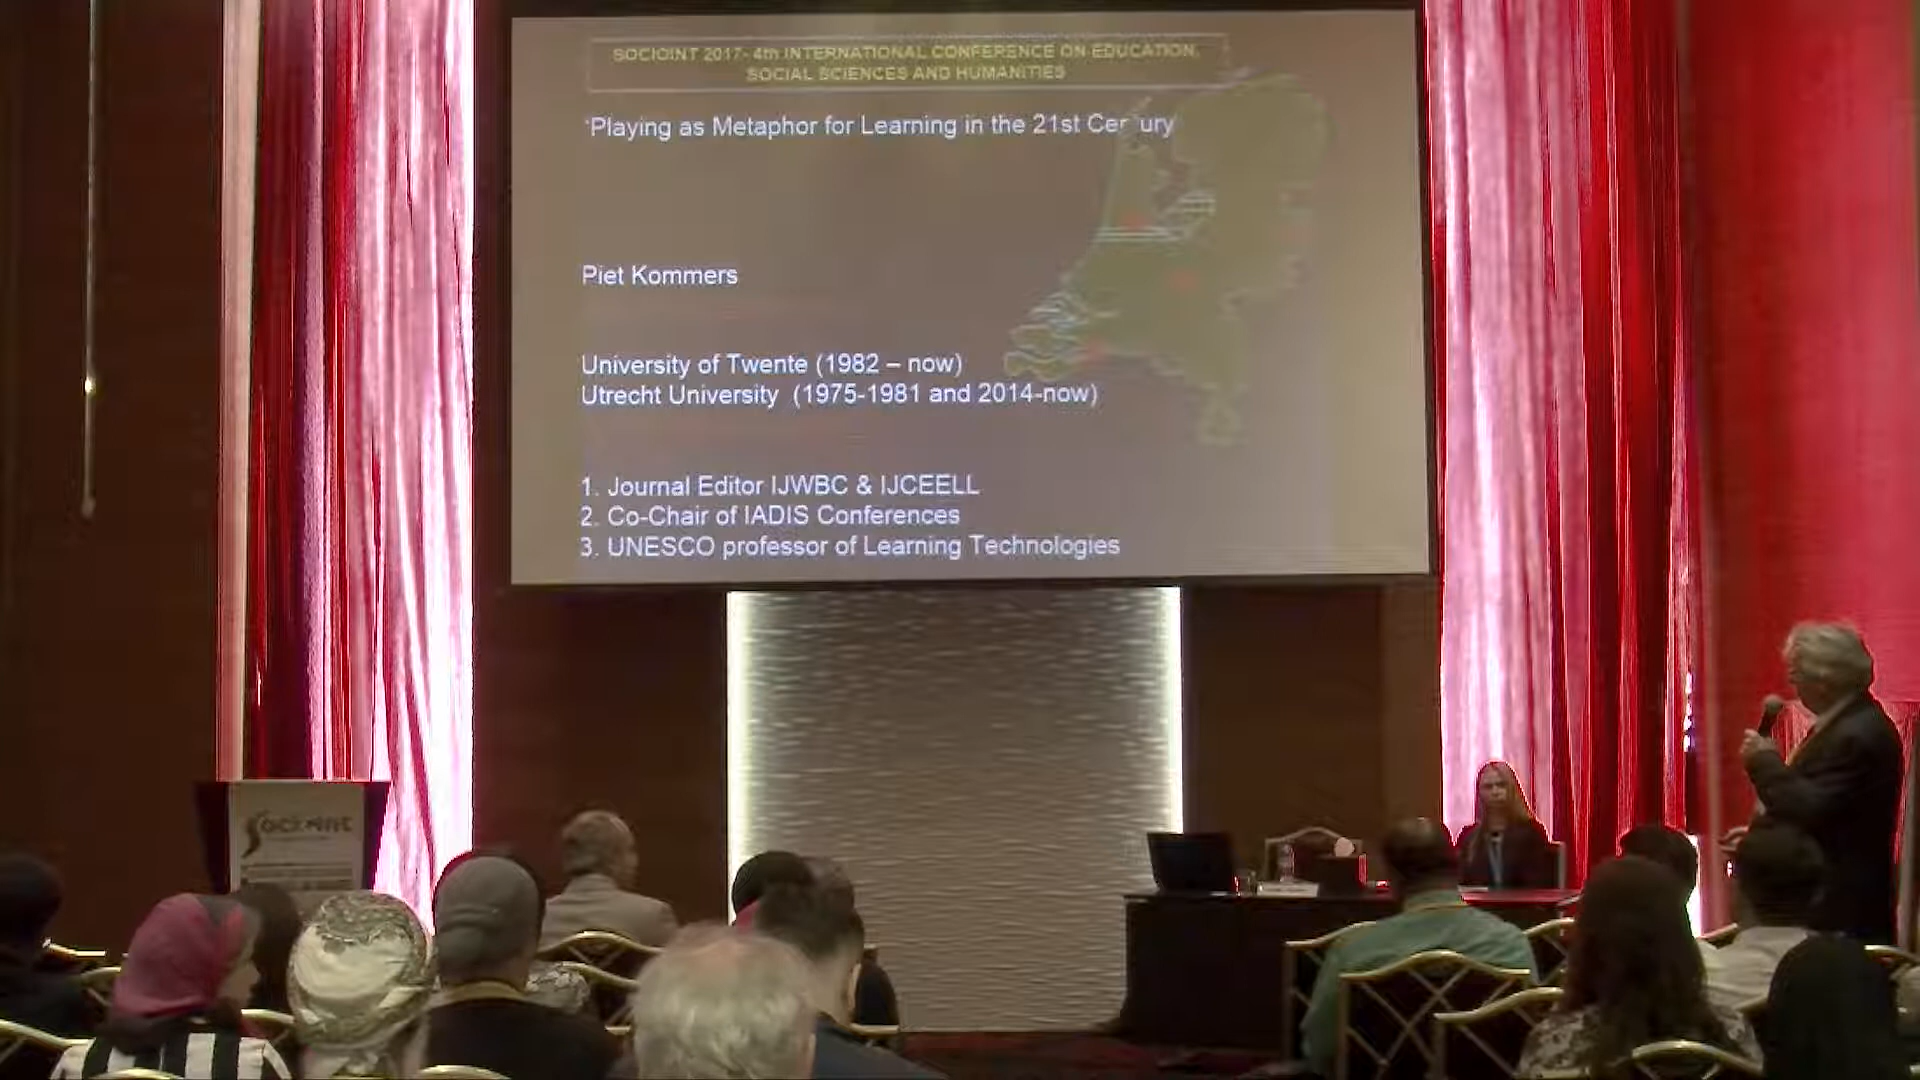 SOCIOINT 2017- 4th INTERNATIONAL CONFERENCE ON EDUCATION,
SOCIAL SCIENCES AND HUMANITIES
'Playing as Metaphor for Learning in the 21st Century
Piet Kommers
University of Twente (1982 – now)
Utrecht University (1975-1981 and 2014-now)
1. Journal Editor IJWBC & IJCEELL
2. Co-Chair of IADIS Conferences
3. UNESCO professor of Learning Technologies
Socioint